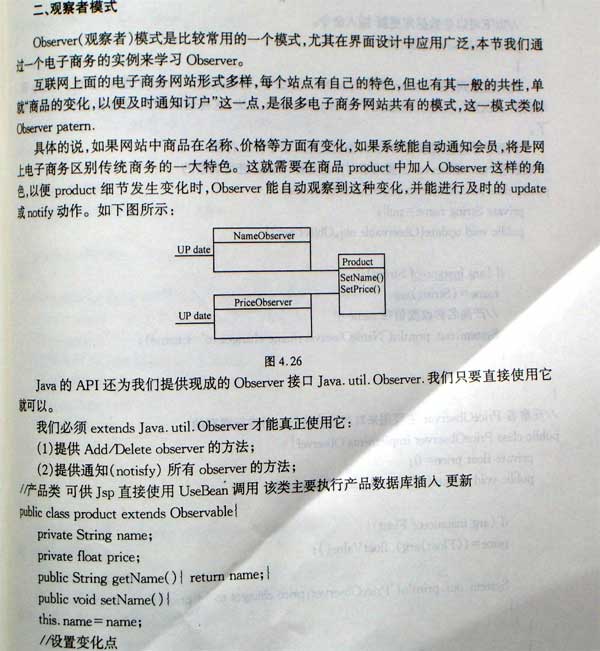 二、观察者模式
Observer(观察者)模式是比较常用的一个模式,尤其在界面设计中应用广泛,本节我们通
过一个电子商务的实例来学习 Observer。
互联网上面的电子商务网站形式多样,每个站点有自己的特色,但也有其一般的共性,单
就“商品的变化,以便及时通知订户”这一点,是很多电子商务网站共有的模式,这一模式类似
Observer patern.
具体的说,如果网站中商品在名称、价格等方面有变化,如果系统能自动通知会员,将是网
上电子商务区别传统商务的一大特色。这就需要在商品 product 中加人 Observer 这样的角
色,以便 product 细节发生变化时,Observer 能自动观察到这种变化,并能进行及时的 update
或 notify 动作。如下图所示:
NameObserver
UP date
Product
SetName()
SetPrice()
PriceObserver
UP date
图 4.26
Java 的 API 还为我们提供现成的 Observer 接口 Java. util. Observer. 我们只要直接使用它
就可以。
我们必须 extends Java. util. Observer 才能真正使用它:
(1)提供 Add/Delete observer 的方法;
(2)提供通知(notisfy) 所有 observer 的方法;
//产品类 可供 Jsp 直接使用 UseBean 调用 该类主要执行产品数据库插入 更新
public class product extends Observable{
private String name;
private float price;
public String getName(){ return name;}
public void setName(){
this. name= name;
//设置变化点